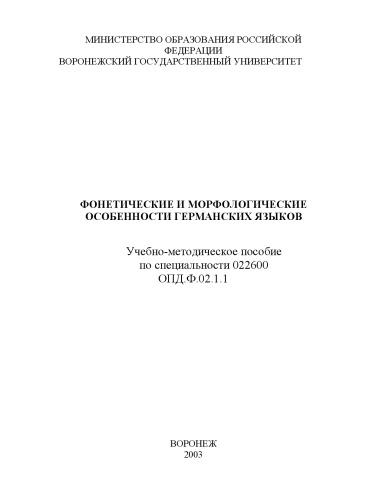 МИНИСТЕРСТВО ОБРАЗОВАНИЯ РОССИЙСКОЙ
ФЕДЕРАЦИИ
ВОРОНЕЖСКИЙ ГОСУДАРСТВЕННЫЙ УНИВЕРСИТЕТ
ФОНЕТИЧЕСКИЕ И МОРФОЛОГИЧЕСКИЕ
ОСОБЕННОСТИ ГЕРМАНСКИХ ЯЗЫКОВ
Учебно-методическое пособие
по специальности 022600
ОПД.Ф.02.1.1
ВОРОНЕЖ
2003